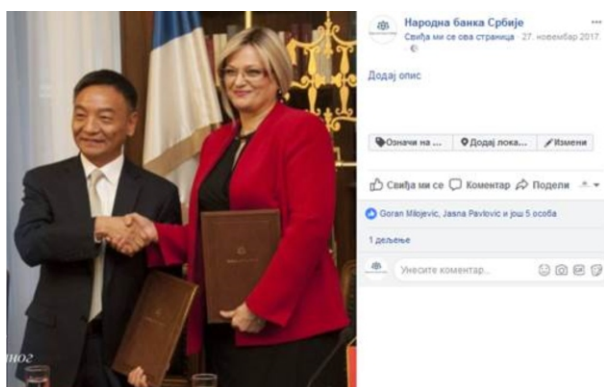 Народна банка Србије
Свиђа ми се ова страница · 27. новембар 2017.
Додај опис
Означи на ...
Додај лока...
Измени
Свиђа ми се Коментар Подели
Goran Milojevic, Jasna Pavlovic и још 5 особа
1 дељење
Унесите коментар...
ног